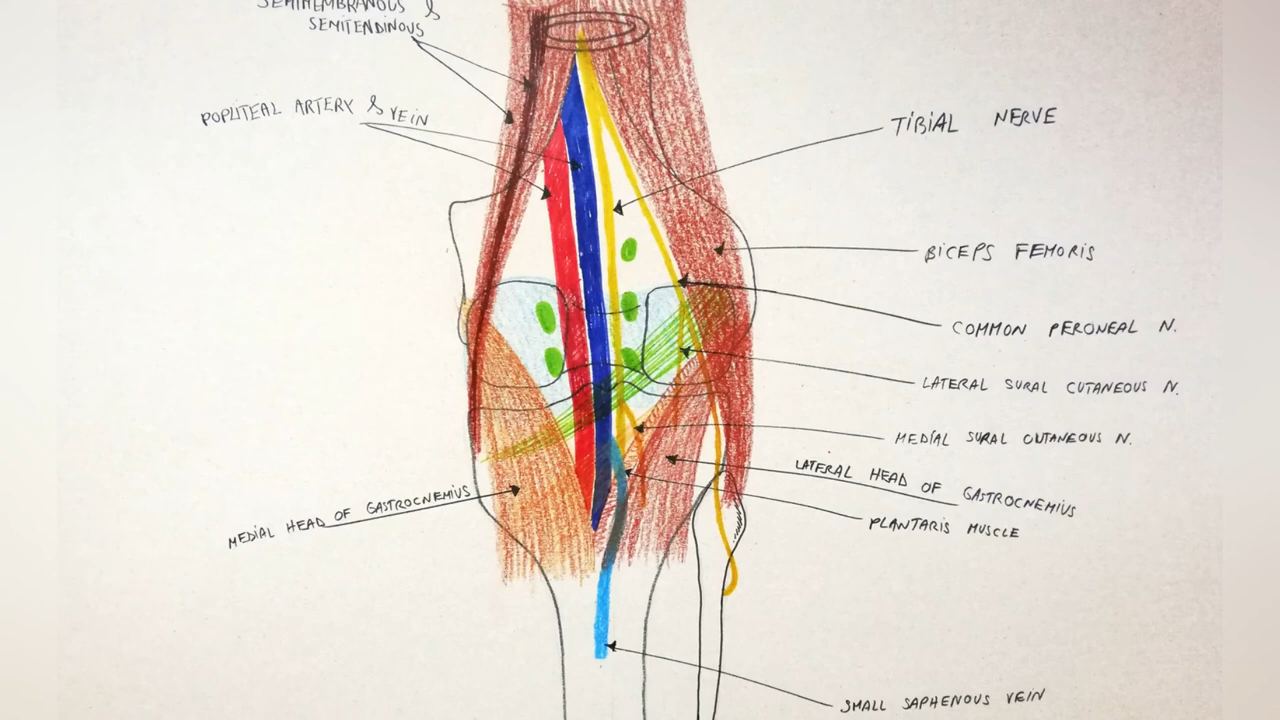 SEMIMEMBRANOUS &
SEMITENDINOUS
POPLITEAL ARTERY & VEIN
TIBIAL NERVE
BICEPS FEMORIS
COMMON PERONEAL N.
LATERAL SURAL CUTANEOUS N.
MEDIAL SURAL CUTANEOUS N.
LATERAL HEAD OF GASTROCNEMIUS
MEDIAL HEAD OF GASTROCNEMIUS
PLANTARIS MUSCLE
SMALL SAPHENOUS VEIN